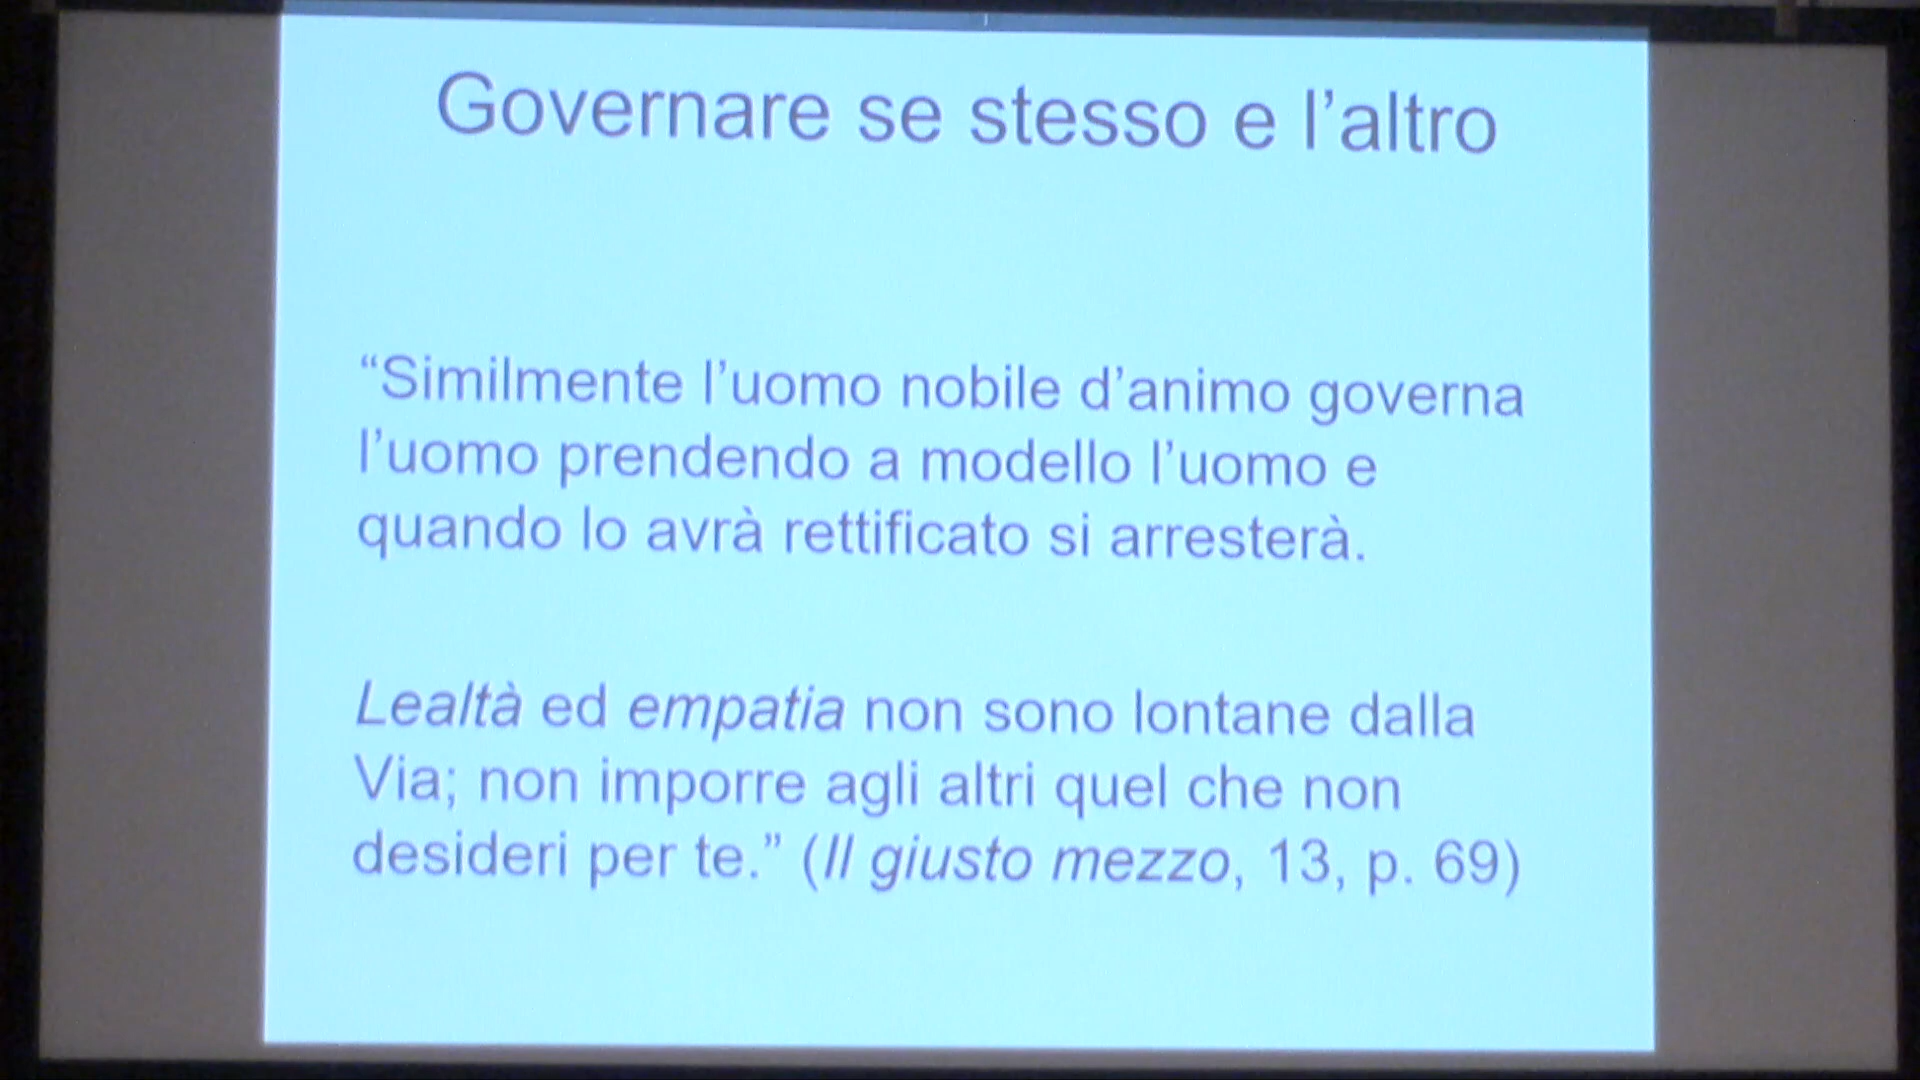 Governare se stesso e l’altro
“Similmente l’uomo nobile d’animo governa
l’uomo prendendo a modello l’uomo e
quando lo avrà rettificato si arresterà.
Lealtà ed empatia non sono lontane dalla
Via; non imporre agli altri quel che non
desideri per te.” (Il giusto mezzo, 13, p. 69)